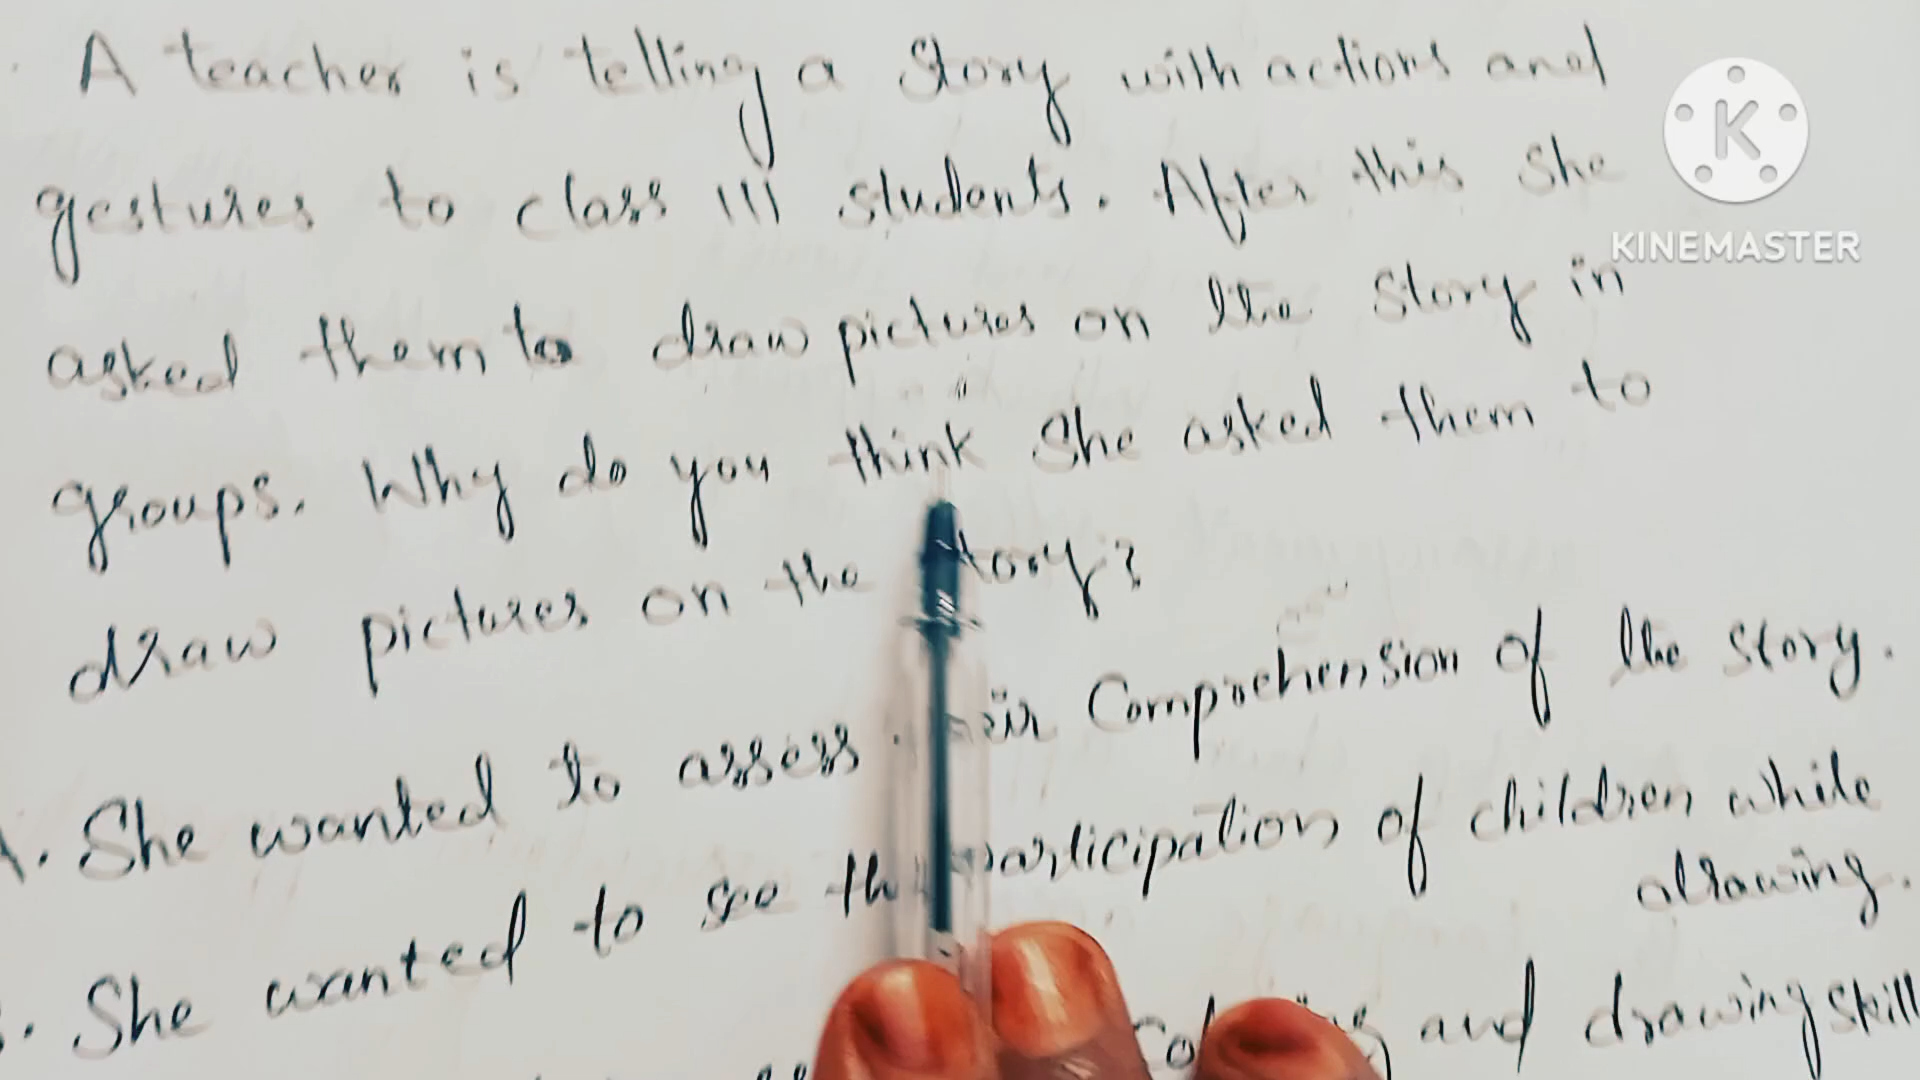 A teacher is telling a story with actions and
gestures to class III students. After this she
asked them to draw pictures on the story in
groups. Why do you think she asked them to
draw pictures on the story?
A. She wanted to assess their Comprehension of the story.
She wanted to see the participation of children while
drawing.
and drawing skill
KINEMASTER